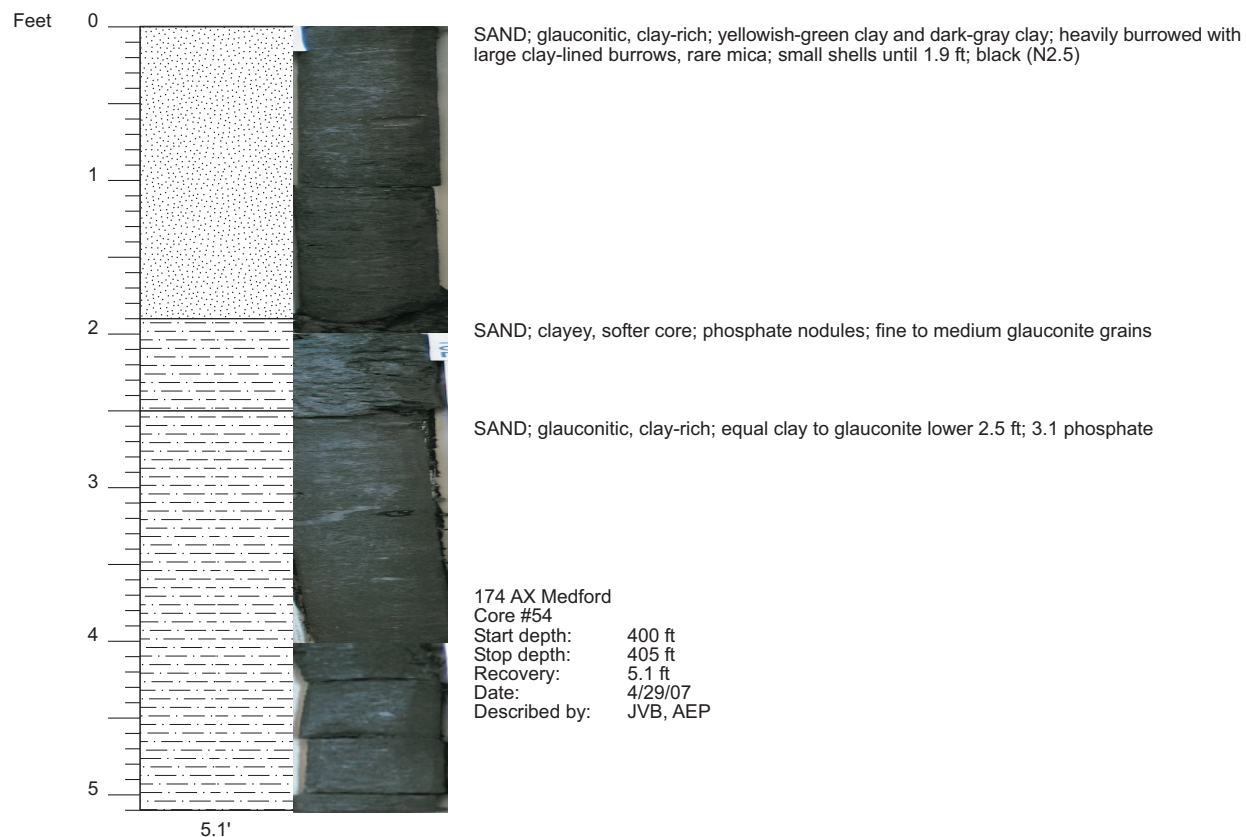 Feet
0
SAND; glauconitic, clay-rich; yellowish-green clay and dark-gray clay; heavily burrowed with
large clay-lined burrows, rare mica; small shells until 1.9 ft; black (N2.5)
1
2
SAND; clayey, softer core; phosphate nodules; fine to medium glauconite grains
SAND; glauconitic, clay-rich; equal clay to glauconite lower 2.5 ft; 3.1 phosphate
3
174 AX Medford
Core #54
4
Start depth: 400 ft
Stop depth: 405 ft
Recovery: 5.1 ft
Date: 4/29/07
Described by: JVB, AEP
5
5.1'